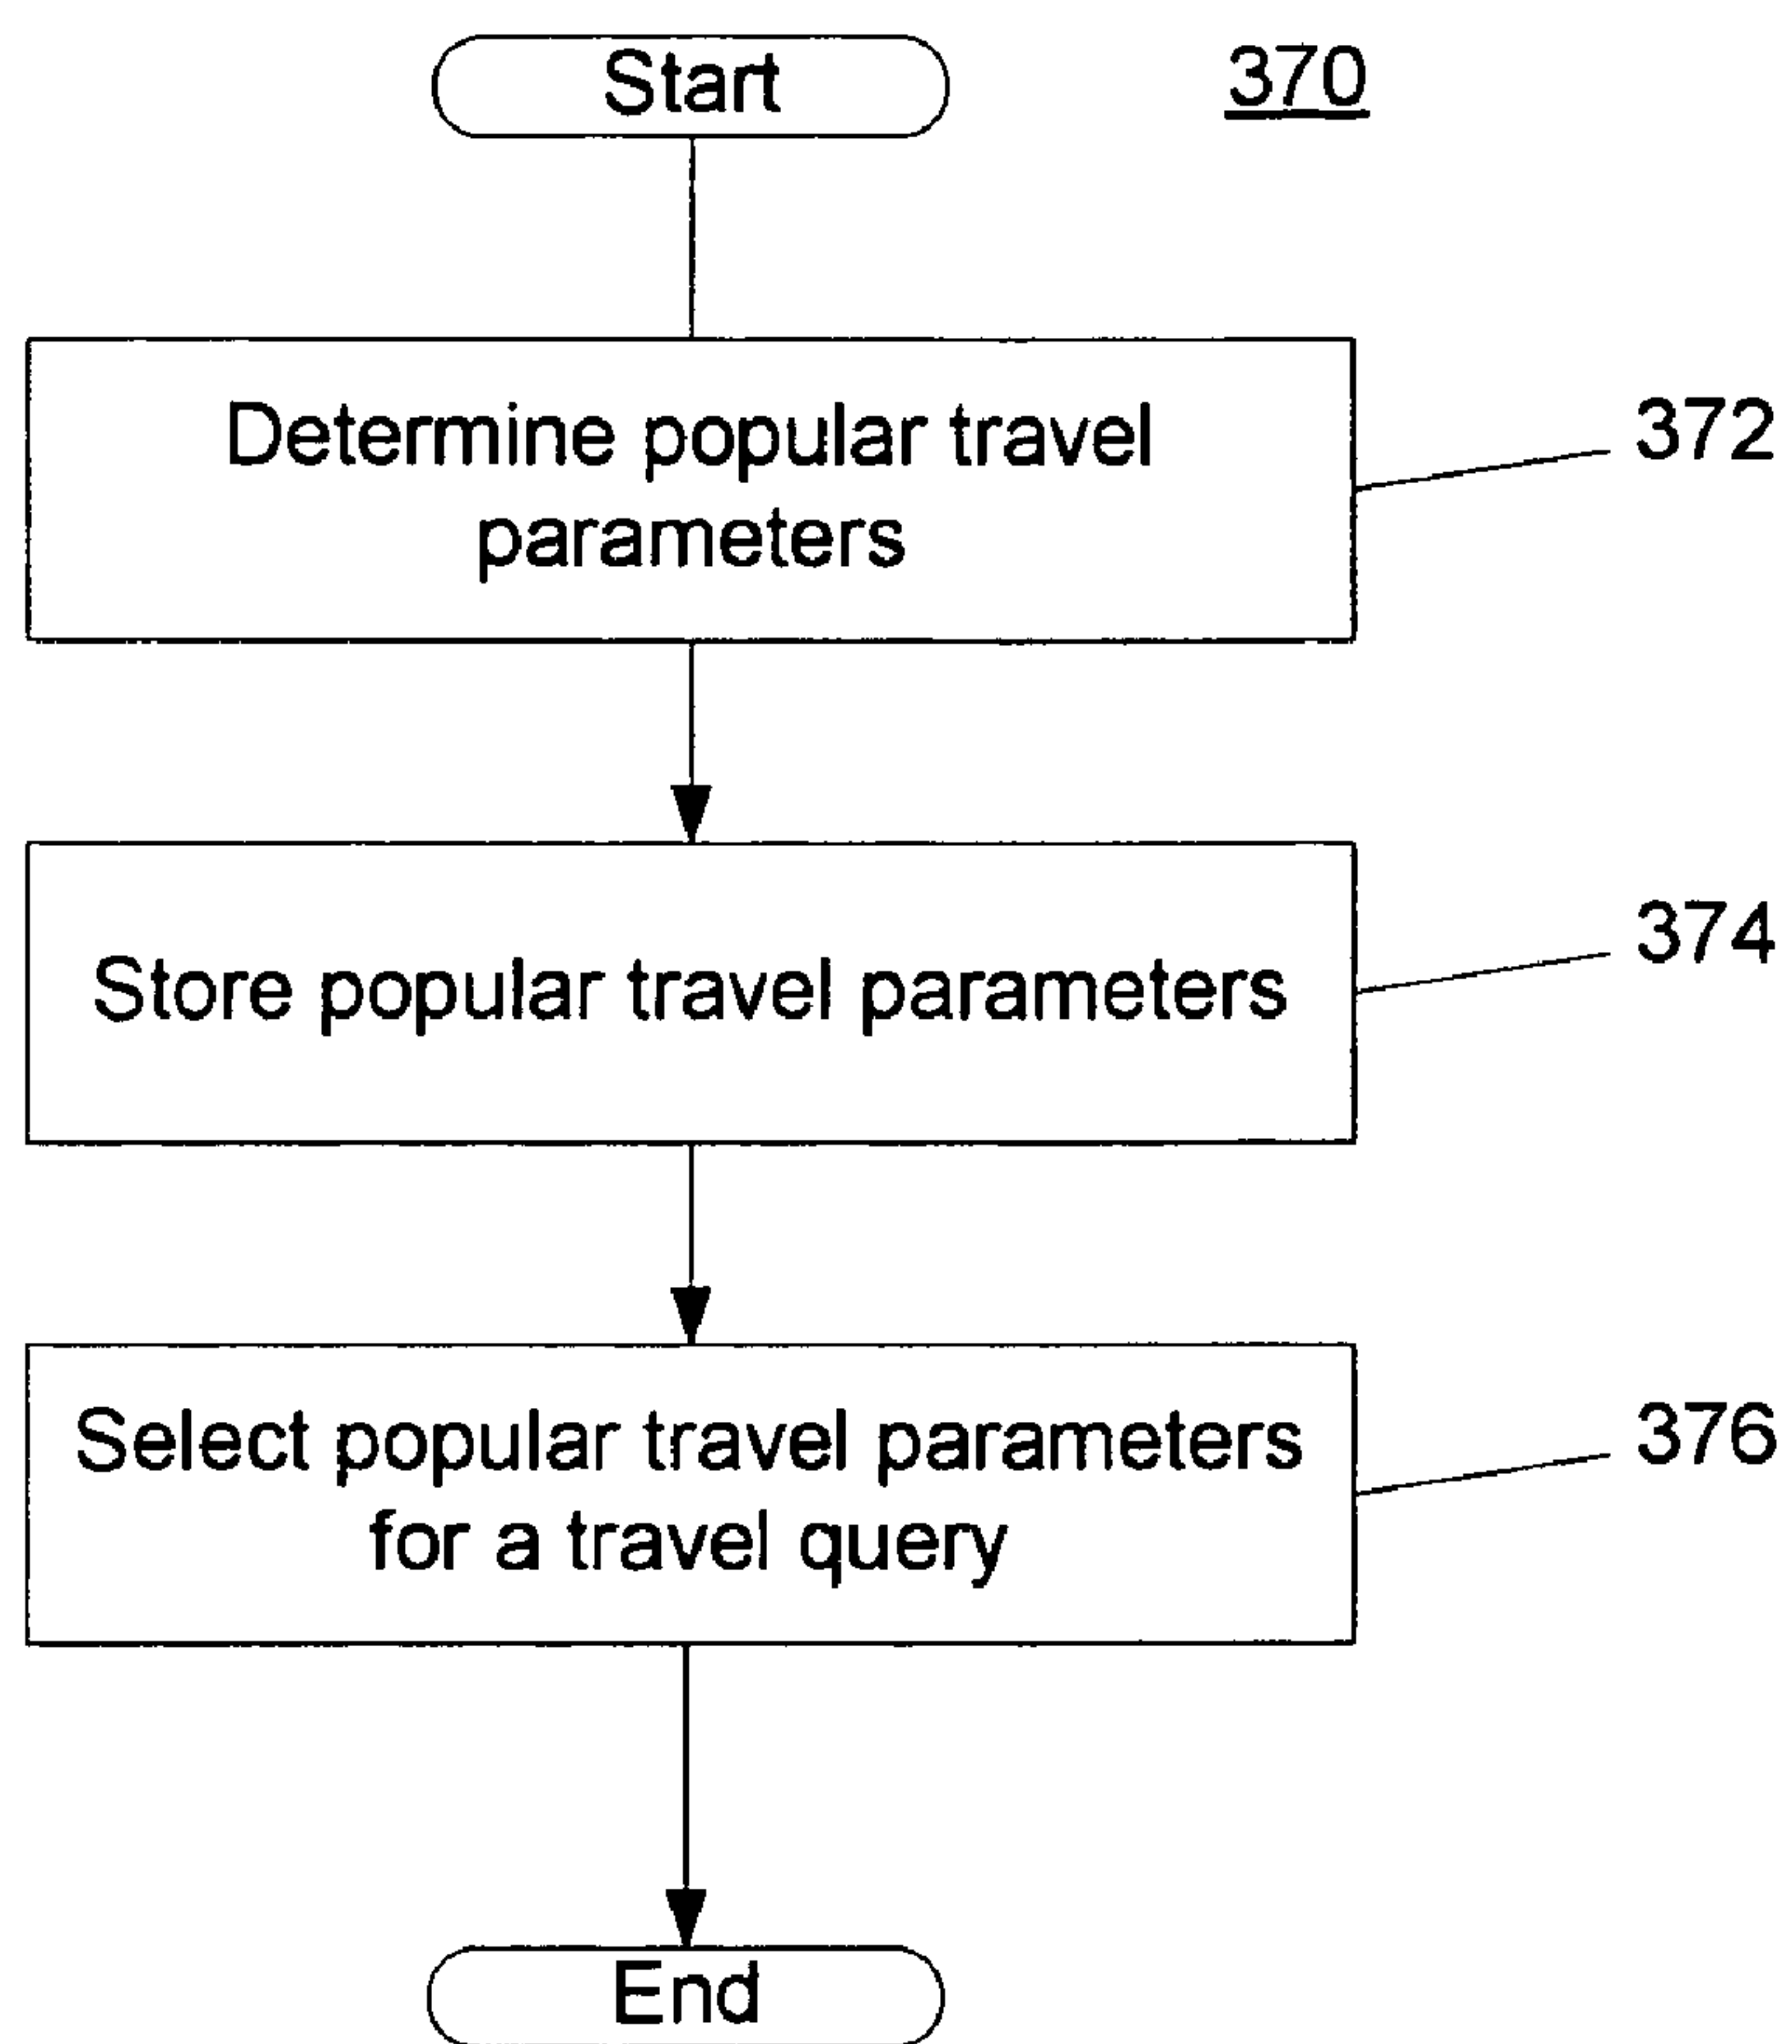 Start
370
Determine popular travel
parameters
372
Store popular travel parameters
374
Select popular travel parameters
for a travel query
376
End